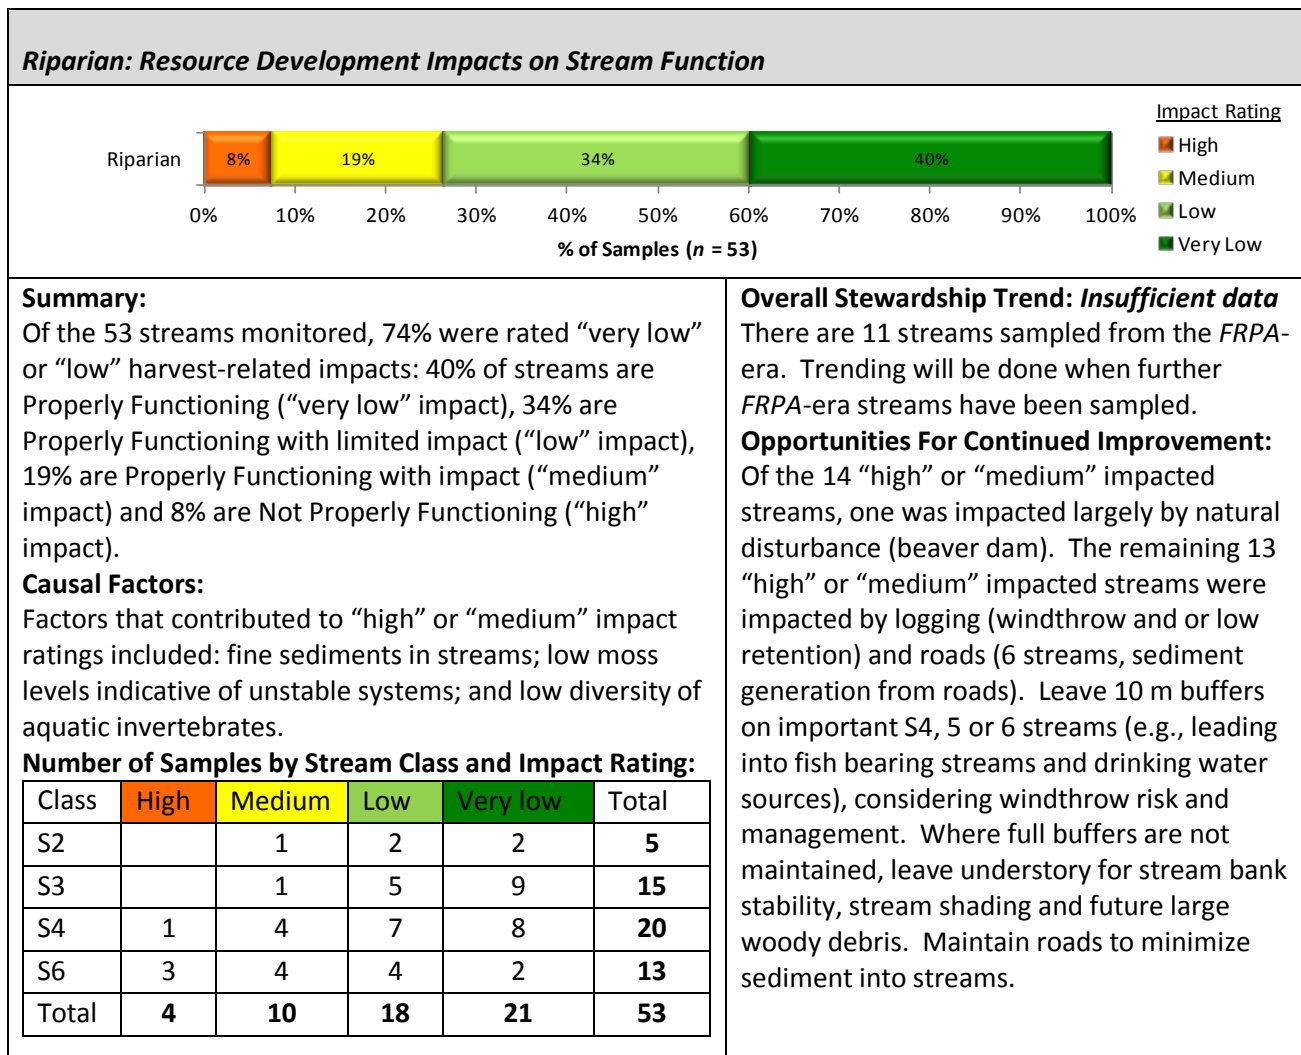 Riparian: Resource Development Impacts on Stream Function
Impact Rating
High
Medium
Low
Very Low
Riparian
8% 19% 34% 40%
0% 10% 20% 30% 40% 50% 60% 70% 80% 90% 100%
% of Samples (n = 53)
Summary:
Of the 53 streams monitored, 74% were rated “very low”
or “low” harvest-related impacts: 40% of streams are
Properly Functioning (“very low” impact), 34% are
Properly Functioning with limited impact (“low” impact),
19% are Properly Functioning with impact (“medium”
impact) and 8% are Not Properly Functioning (“high”
impact).
Causal Factors:
Factors that contributed to “high” or “medium” impact
ratings included: fine sediments in streams; low moss
levels indicative of unstable systems; and low diversity of
aquatic invertebrates.
Number of Samples by Stream Class and Impact Rating:
Class High Medium Low Very low Total
S2 1 2 2 5
S3 1 5 9 15
S4 1 4 7 8 20
S6 3 4 4 2 13
Total 4 10 18 21 53
Overall Stewardship Trend: Insufficient data
There are 11 streams sampled from the FRPA-
era. Trending will be done when further
FRPA-era streams have been sampled.
Opportunities For Continued Improvement:
Of the 14 “high” or “medium” impacted
streams, one was impacted largely by natural
disturbance (beaver dam). The remaining 13
“high” or “medium” impacted streams were
impacted by logging (windthrow and or low
retention) and roads (6 streams, sediment
generation from roads). Leave 10 m buffers
on important S4, 5 or 6 streams (e.g., leading
into fish bearing streams and drinking water
sources), considering windthrow risk and
management. Where full buffers are not
maintained, leave understory for stream bank
stability, stream shading and future large
woody debris. Maintain roads to minimize
sediment into streams.